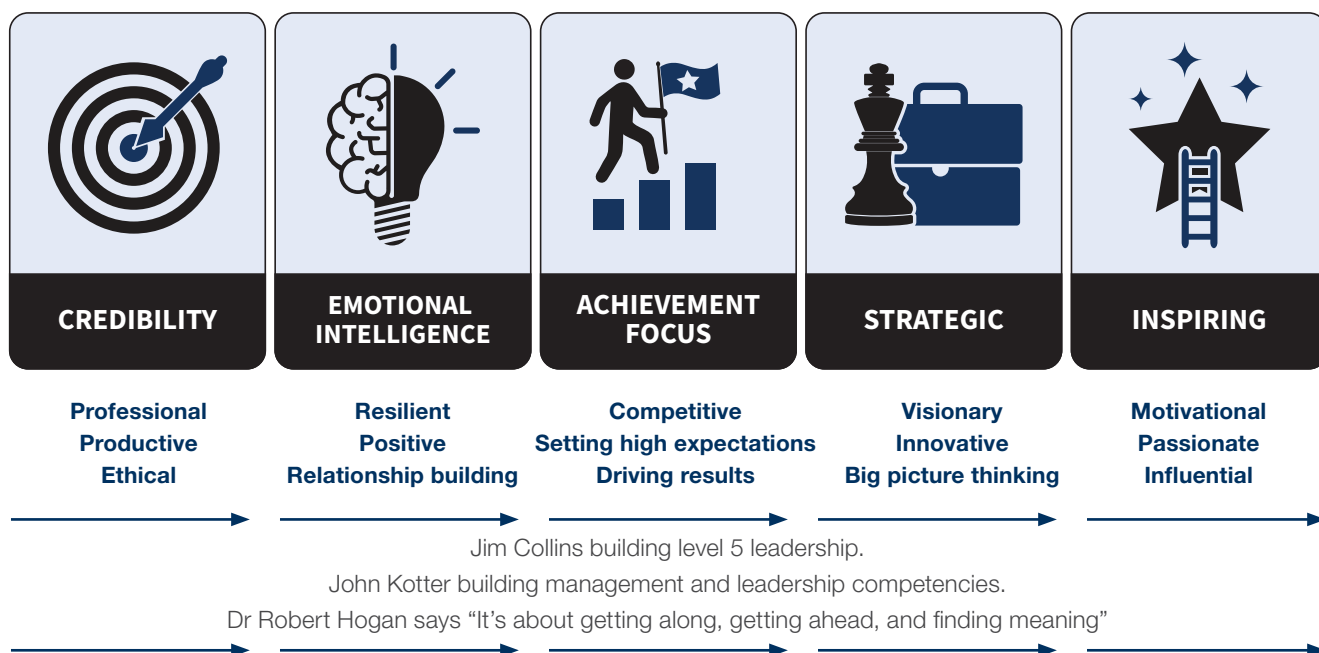 CREDIBILITY
EMOTIONAL
INTELLIGENCE
ACHIEVEMENT
FOCUS
STRATEGIC
INSPIRING
Professional
Productive
Ethical
Resilient
Positive
Relationship building
Competitive
Setting high expectations
Driving results
Visionary
Innovative
Big picture thinking
Motivational
Passionate
Influential
Jim Collins building level 5 leadership.
John Kotter building management and leadership competencies.
Dr Robert Hogan says “It’s about getting along, getting ahead, and finding meaning”